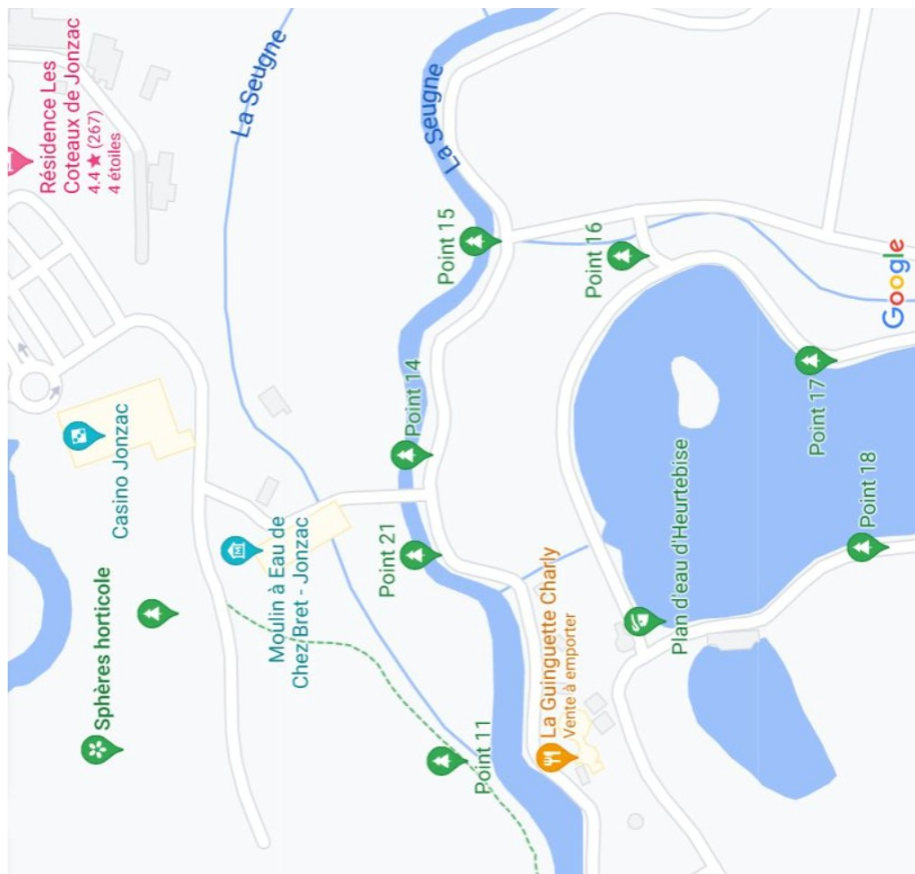 Résidence Les
Coteaux de Jonzac
4.4★ (267)
4 étoiles
La Seugne
La Seugne
Point 15
Point 16
Google
Casino Jonzac
Point 14
Point 17
Sphères horticole
Moulin à Eau de
Chez Bret - Jonzac
Point 21
Plan d'eau d'Heurtebise
Point 18
Point 11
La Guinguette Charly
Vente à emporter